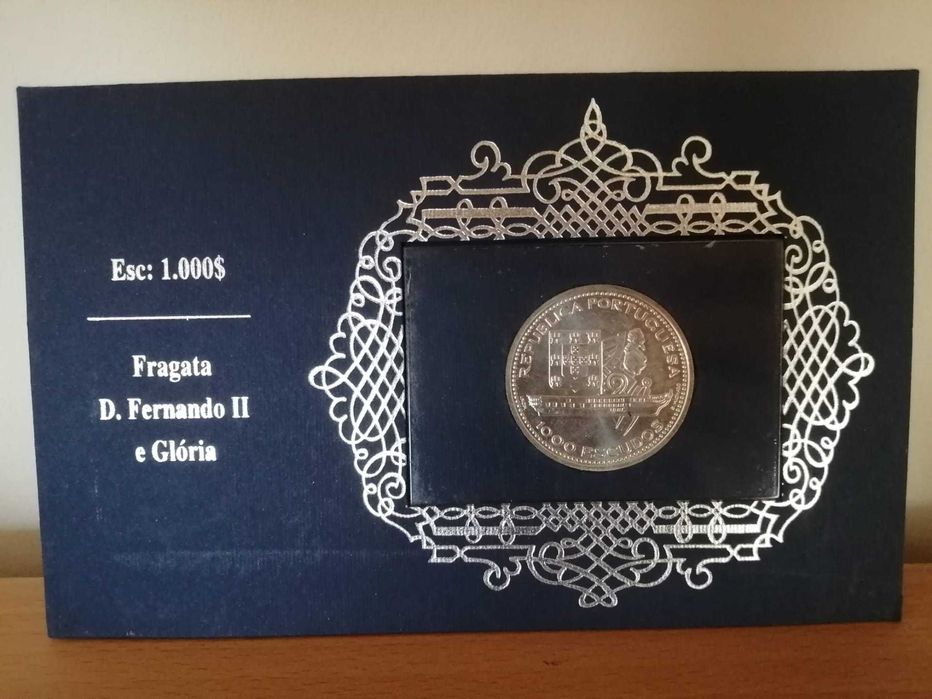 Esc: 1.000$
Fragata
D. Fernando II
e Glória
REPUBLICA PORTUGUESA
1000 ESCUDOS